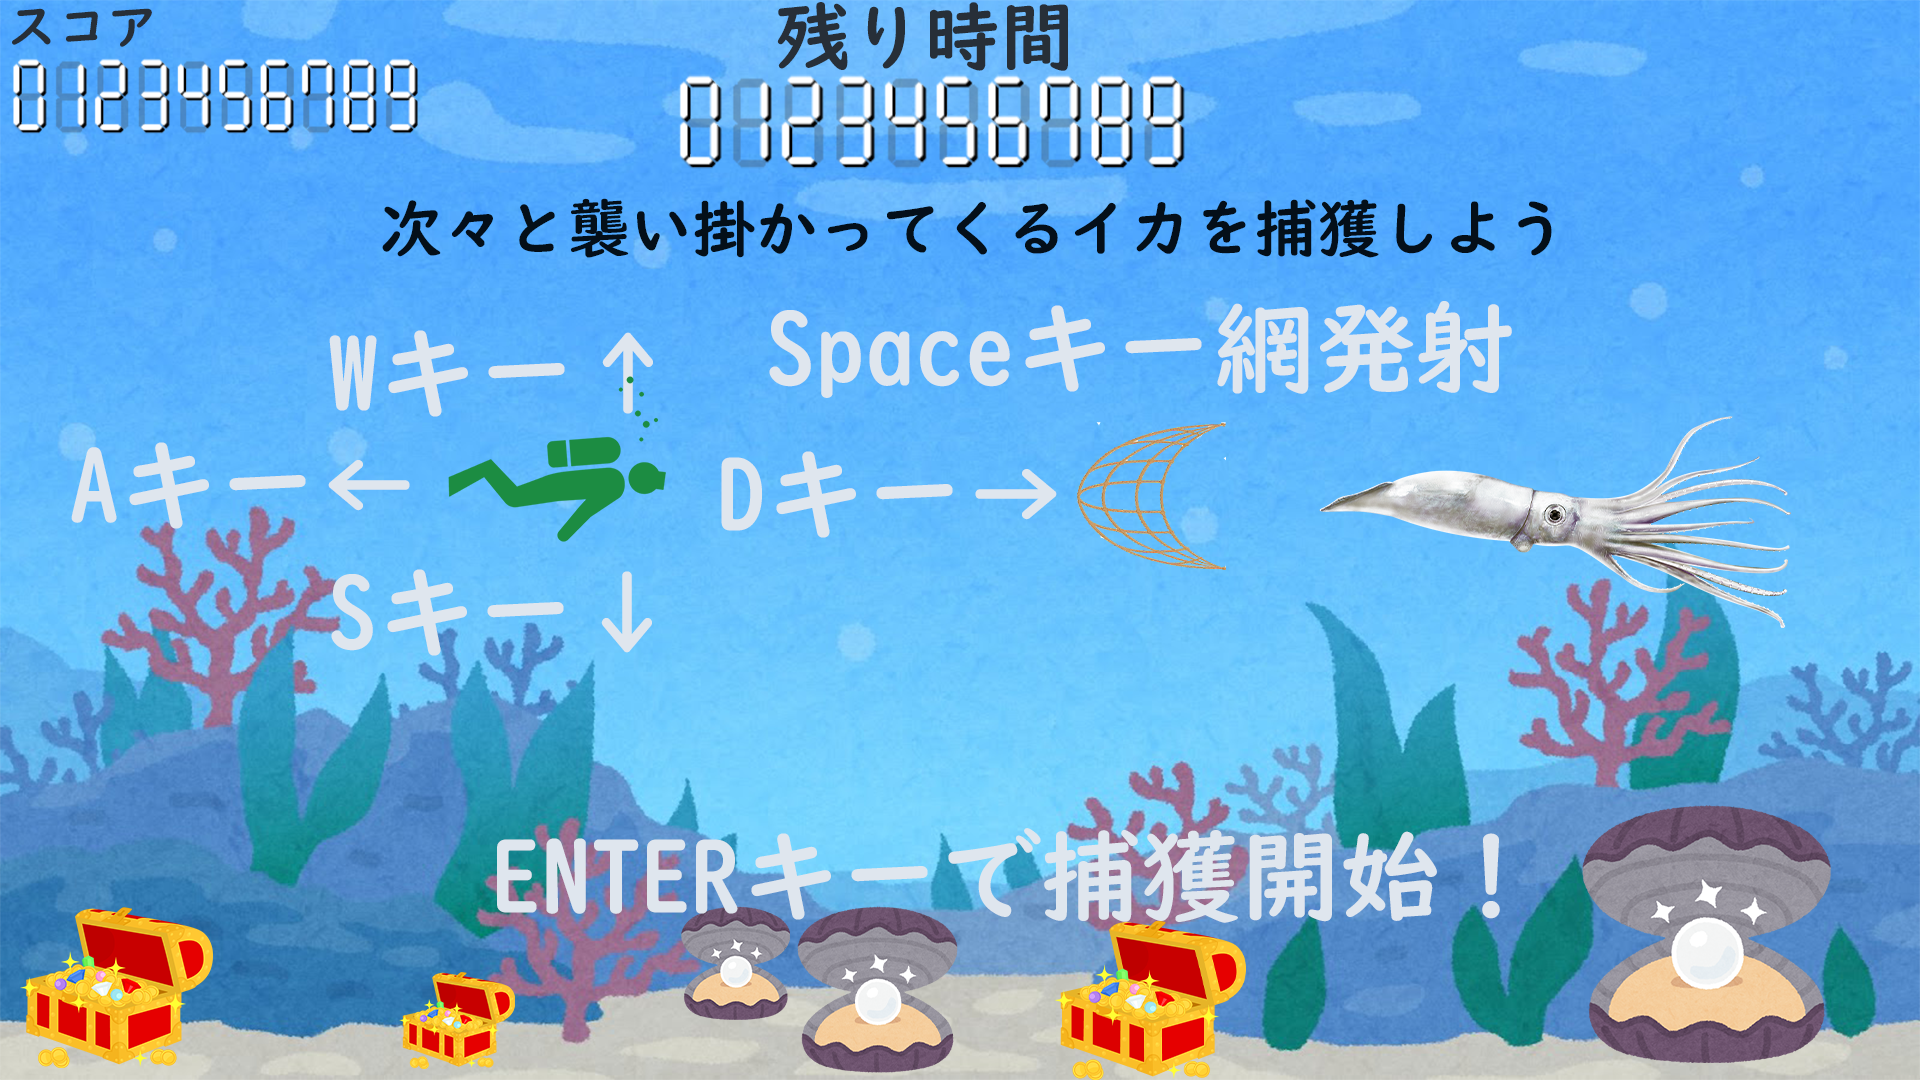 スコア
0123456789
残り時間
0123456789
次々と襲い掛かってくるイカを捕獲しよう
Wキー↑
Spaceキー網発射
Aキー←
Dキー→
Sキー↓
ENTERキーで捕獲開始！